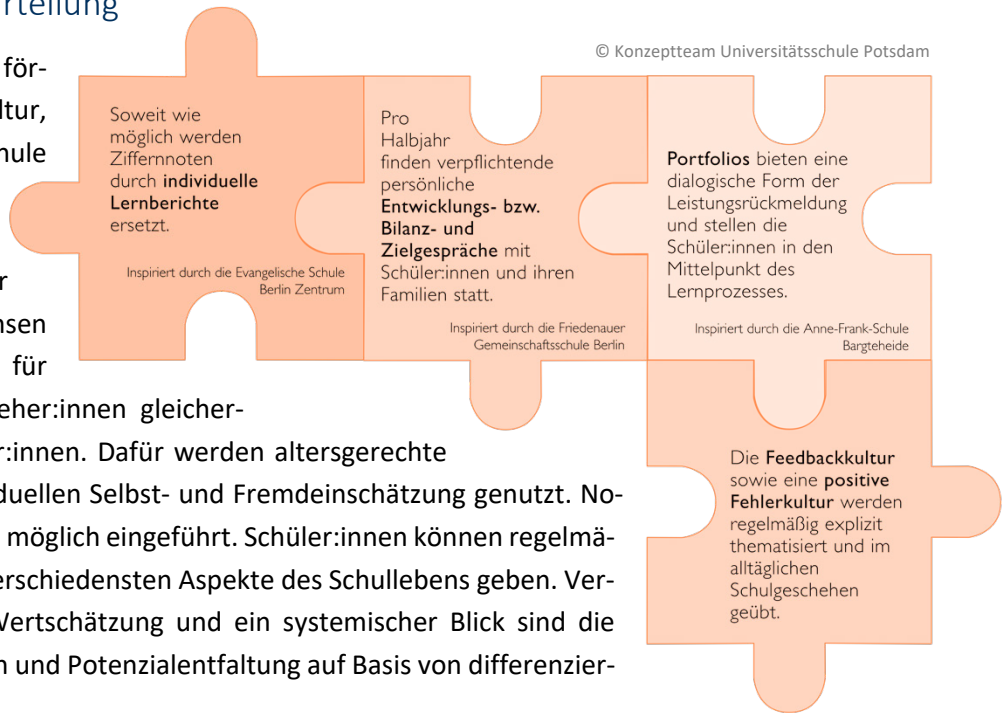 © Konzeptteam Universitätsschule Potsdam
Soweit wie
möglich werden
Ziffernnoten
durch individuelle
Lernberichte
ersetzt.
Inspiriert durch die Evangelische Schule
Berlin Zentrum
Pro
Halbjahr
finden verpflichtende
persönliche
Entwicklungs- bzw.
Bilanz- und
Zielgespräche mit
Schüler:innen und ihren
Familien statt.
Inspiriert durch die Friedenauer
Gemeinschaftsschule Berlin
Portfolios bieten eine
dialogische Form der
Leistungsrückmeldung
und stellen die
Schüler:innen in den
Mittelpunkt des
Lernprozesses.
Inspiriert durch die Anne-Frank-Schule
Bargteheide
Die Feedbackkultur
sowie eine positive
Fehlerkultur werden
regelmäßig explizit
thematisiert und im
alltäglichen
Schulgeschehen
geübt.
rteilung
för-
ltur,
hule
r
nsen
für
eher:innen gleicher-
r:innen. Dafür werden altersgerechte
duellen Selbst- und Fremdeinschätzung genutzt. No-
möglich eingeführt. Schüler:innen können regelmä-
erschiedensten Aspekte des Schullebens geben. Ver-
Wertschätzung und ein systemischer Blick sind die
n und Potenzialentfaltung auf Basis von differenzier-